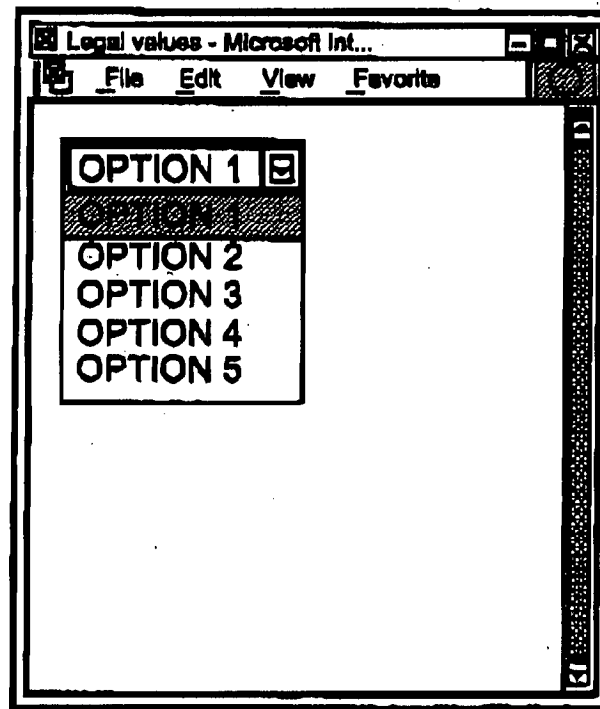 Legal values - Microsoft Int...
File Edit View Favorite
OPTION 1
OPTION 1
OPTION 2
OPTION 3
OPTION 4
OPTION 5